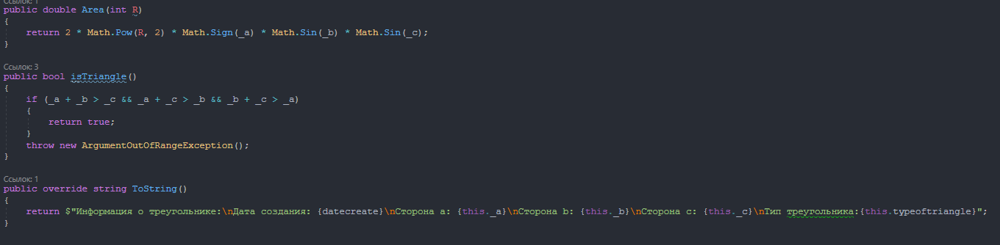 Ссылок: 1
public double Area(int R)
{
return 2 * Math.Pow(R, 2) * Math.Sign(_a) * Math.Sin(_b) * Math.Sin(_c);
}
Ссылок: 3
public bool isTriangle()
{
if (_a + _b > _c && _a + _c > _b && _b + _c > _a)
{
return true;
}
throw new ArgumentOutOfRangeException();
}
Ссылок: 1
public override string ToString()
{
return $"Информация о треугольнике:\nДата создания: {datecreate}\nСторона a: {this._a}\nСторона b: {this._b}\nСторона c: {this._c}\nТип треугольника:{this.typeoftriangle}";
}